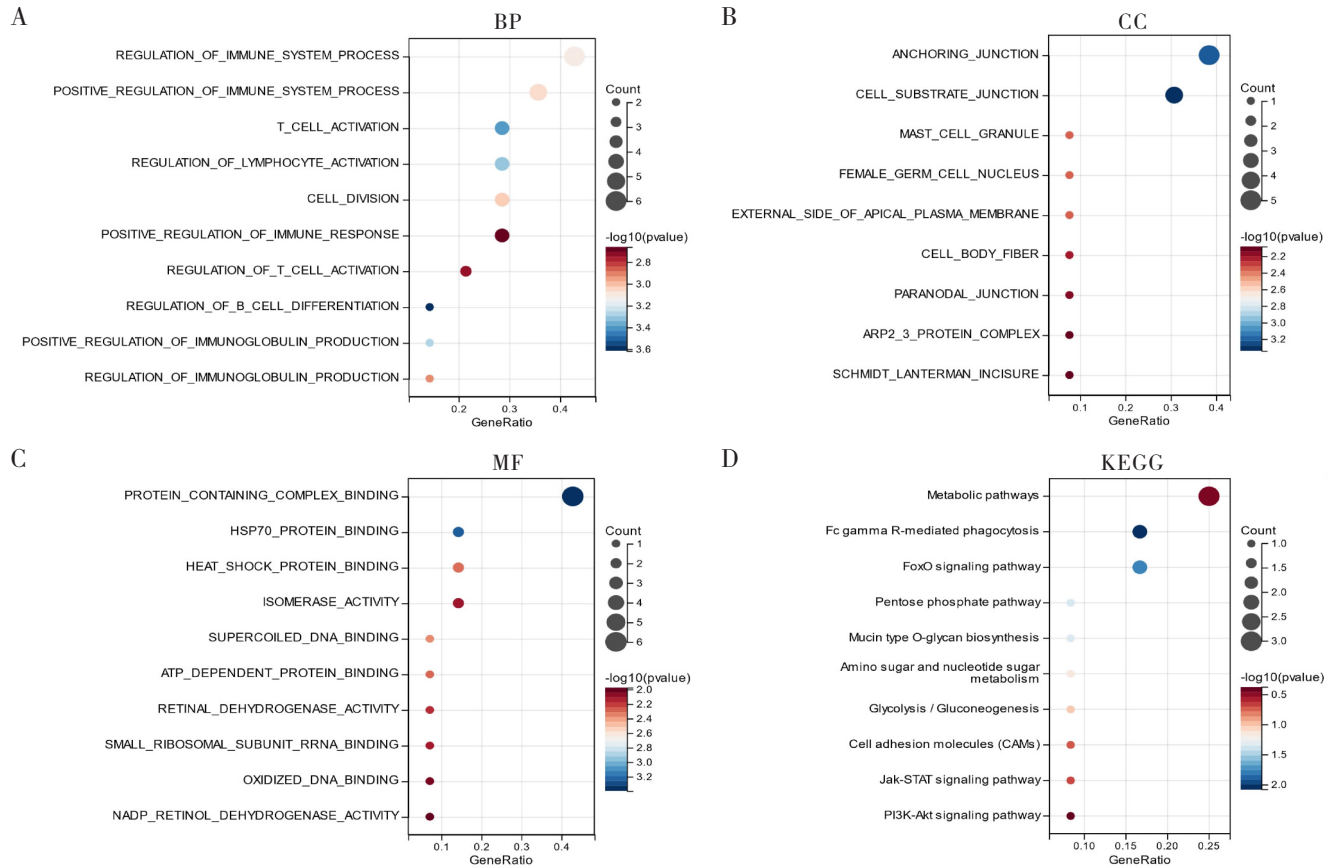 A
BP
REGULATION_OF_IMMUNE_SYSTEM_PROCESS
POSITIVE_REGULATION_OF_IMMUNE_SYSTEM_PROCESS
T_CELL_ACTIVATION
REGULATION_OF_LYMPHOCYTE_ACTIVATION
CELL_DIVISION
POSITIVE_REGULATION_OF_IMMUNE_RESPONSE
REGULATION_OF_T_CELL_ACTIVATION
REGULATION_OF_B_CELL_DIFFERENTIATION
POSITIVE_REGULATION_OF_IMMUNOGLOBULIN_PRODUCTION
REGULATION_OF_IMMUNOGLOBULIN_PRODUCTION
0.2 0.3 0.4
GeneRatio
Count
2
3
4
5
6
-log10(pvalue)
2.8
3.0
3.2
3.4
3.6
B
CC
ANCHORING_JUNCTION
CELL_SUBSTRATE_JUNCTION
MAST_CELL_GRANULE
FEMALE_GERM_CELL_NUCLEUS
EXTERNAL_SIDE_OF_APICAL_PLASMA_MEMBRANE
CELL_BODY_FIBER
PARANODAL_JUNCTION
ARP2_3_PROTEIN_COMPLEX
SCHMIDT_LANTERMAN_INCISURE
0.1 0.2 0.3 0.4
GeneRatio
Count
1
2
3
4
5
-log10(pvalue)
2.2
2.4
2.6
2.8
3.0
3.2
C
MF
PROTEIN_CONTAINING_COMPLEX_BINDING
HSP70_PROTEIN_BINDING
HEAT_SHOCK_PROTEIN_BINDING
ISOMERASE_ACTIVITY
SUPERCOILED_DNA_BINDING
ATP_DEPENDENT_PROTEIN_BINDING
RETINAL_DEHYDROGENASE_ACTIVITY
SMALL_RIBOSOMAL_SUBUNIT_RRNA_BINDING
OXIDIZED_DNA_BINDING
NADP_RETINOL_DEHYDROGENASE_ACTIVITY
0.1 0.2 0.3 0.4
GeneRatio
Count
1
2
3
4
5
6
-log10(pvalue)
2.0
2.2
2.4
2.6
2.8
3.0
3.2
D
KEGG
Metabolic pathways
Fc gamma R-mediated phagocytosis
FoxO signaling pathway
Pentose phosphate pathway
Mucin type O-glycan biosynthesis
Amino sugar and nucleotide sugar
metabolism
Glycolysis / Gluconeogenesis
Cell adhesion molecules (CAMs)
Jak-STAT signaling pathway
PI3K-Akt signaling pathway
0.10 0.15 0.20 0.25
GeneRatio
Count
1.0
1.5
2.0
2.5
3.0
-log10(pvalue)
0.5
1.0
1.5
2.0